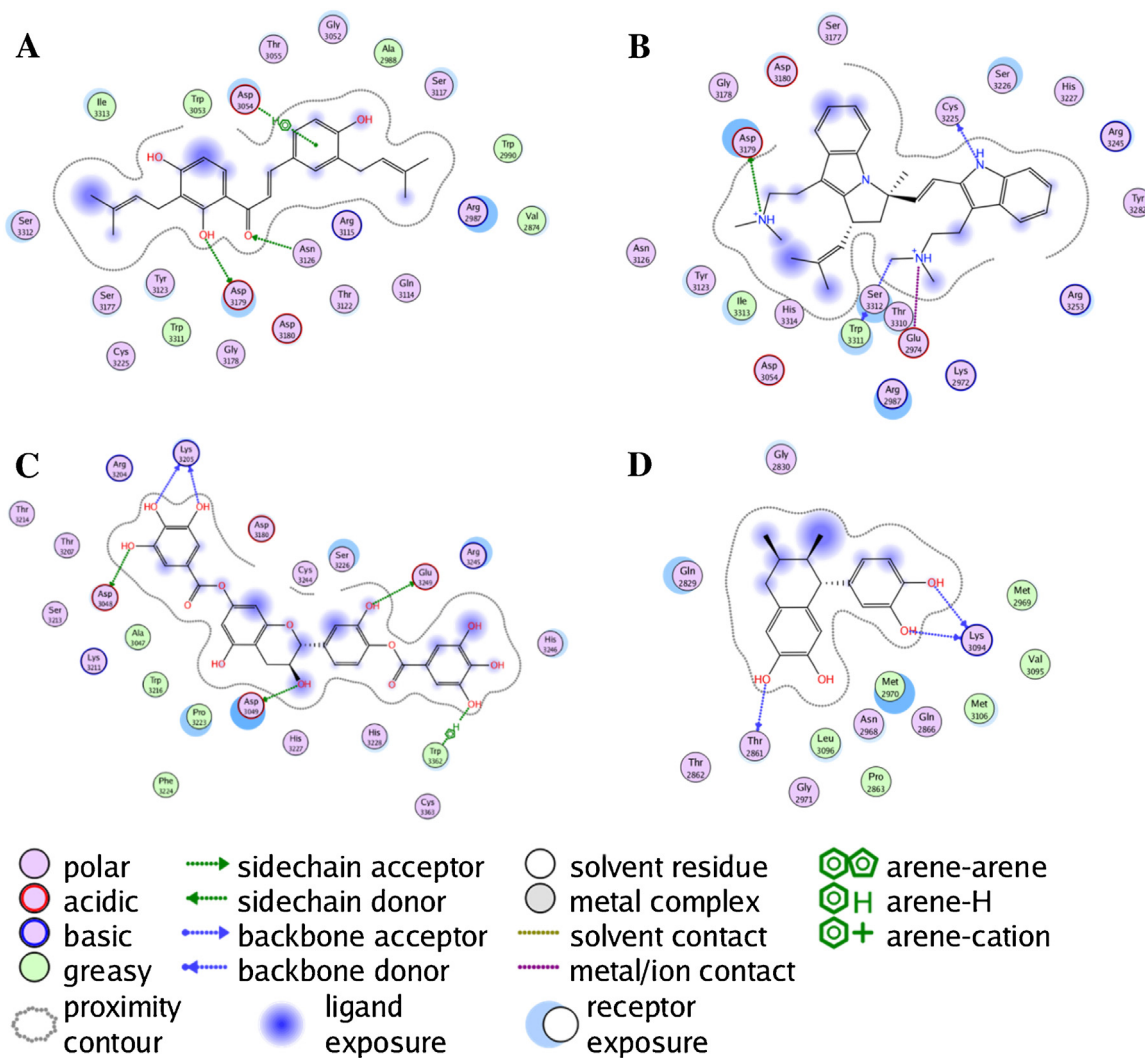 A
Gly 3052
Thr 3055
Ala 2988
Asp 3054
Ser 3117
Ile 3313
Trp 3053
H
OH
HO
Trp 2990
Ser 3312
Arg 3115
Arg 2987
Val 2874
OH
O
Asn 3126
Ser 3177
Tyr 3123
Asp 3179
Thr 3122
Gln 3114
Trp 3311
Asp 3180
Cys 3225
Gly 3178
B
Ser 3177
Asp 3180
Ser 3226
Gly 3178
Cys 3225
His 3227
Asp 3179
Arg 3245
H
N
N
Tyr 3282
+
NH
Asn 3126
+
NH
Tyr 3123
Ile 3313
Ser 3312
Arg 3253
His 3314
Thr 3310
Trp 3311
Glu 2974
Asp 3054
Lys 2972
Arg 2987
C
Lys 3205
Arg 3204
Thr 3214
HO
OH
Asp 3180
Thr 3207
HO
Ser 3226
Arg 3245
Cys 3244
Glu 3249
Asp 3048
O
O
OH
OH
Ser 3213
Ala 3047
O
His 3246
Lys 3211
HO
O
OH
Trp 3216
OH
O
Asp 3049
OH
Pro 3223
His 3227
His 3228
H
Trp 3362
Phe 3224
Cys 3363
D
Gly 2830
Gln 2829
OH
Met 2969
OH
Lys 3094
HO
OH
Met 2970
Val 3095
Asn 2968
Gln 2866
Met 3106
Thr 2861
Leu 3096
Thr 2862
Pro 2863
Gly 2971
polar
sidechain acceptor
solvent residue
arene-arene
acidic
sidechain donor
metal complex
H
arene-H
basic
backbone acceptor
solvent contact
+
arene-cation
greasy
backbone donor
metal/ion contact
proximity contour
ligand exposure
receptor exposure